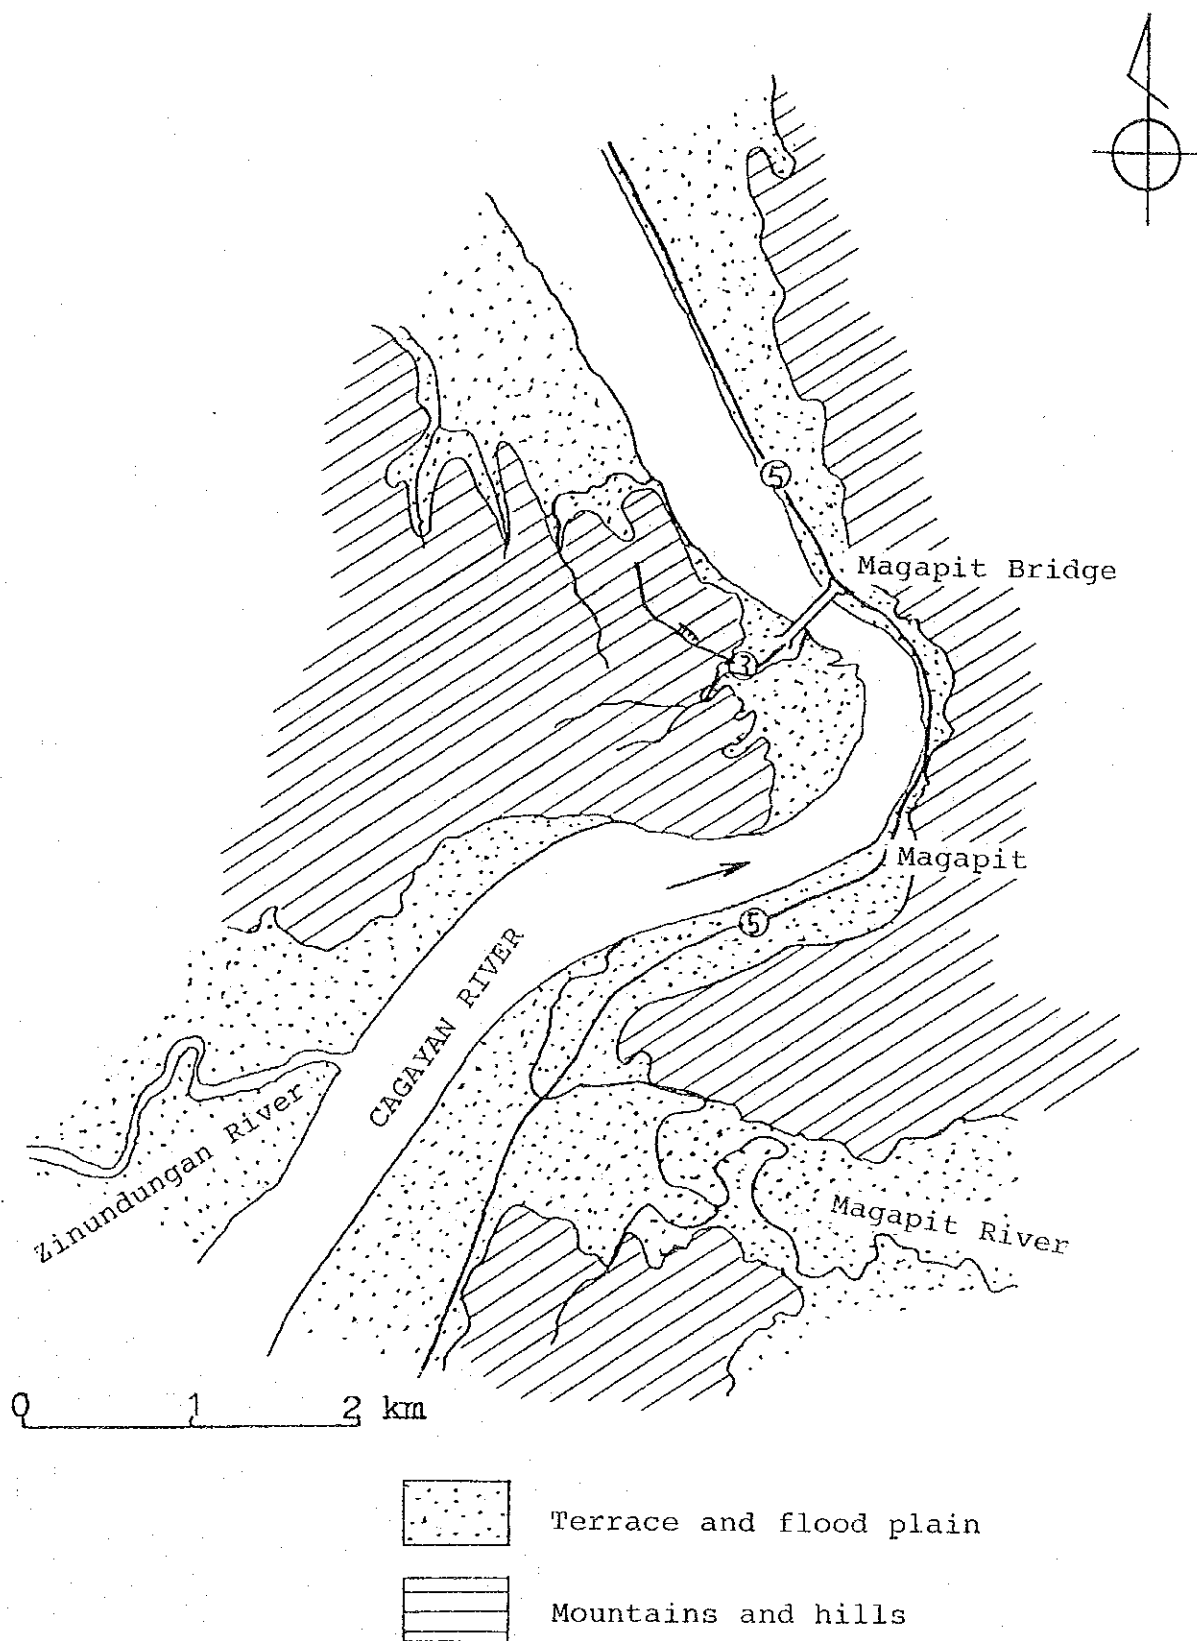 5
Magapit Bridge
3
Magapit
5
CAGAYAN RIVER
Zinundungan River
Magapit River
0 1 2 km
Terrace and flood plain
Mountains and hills